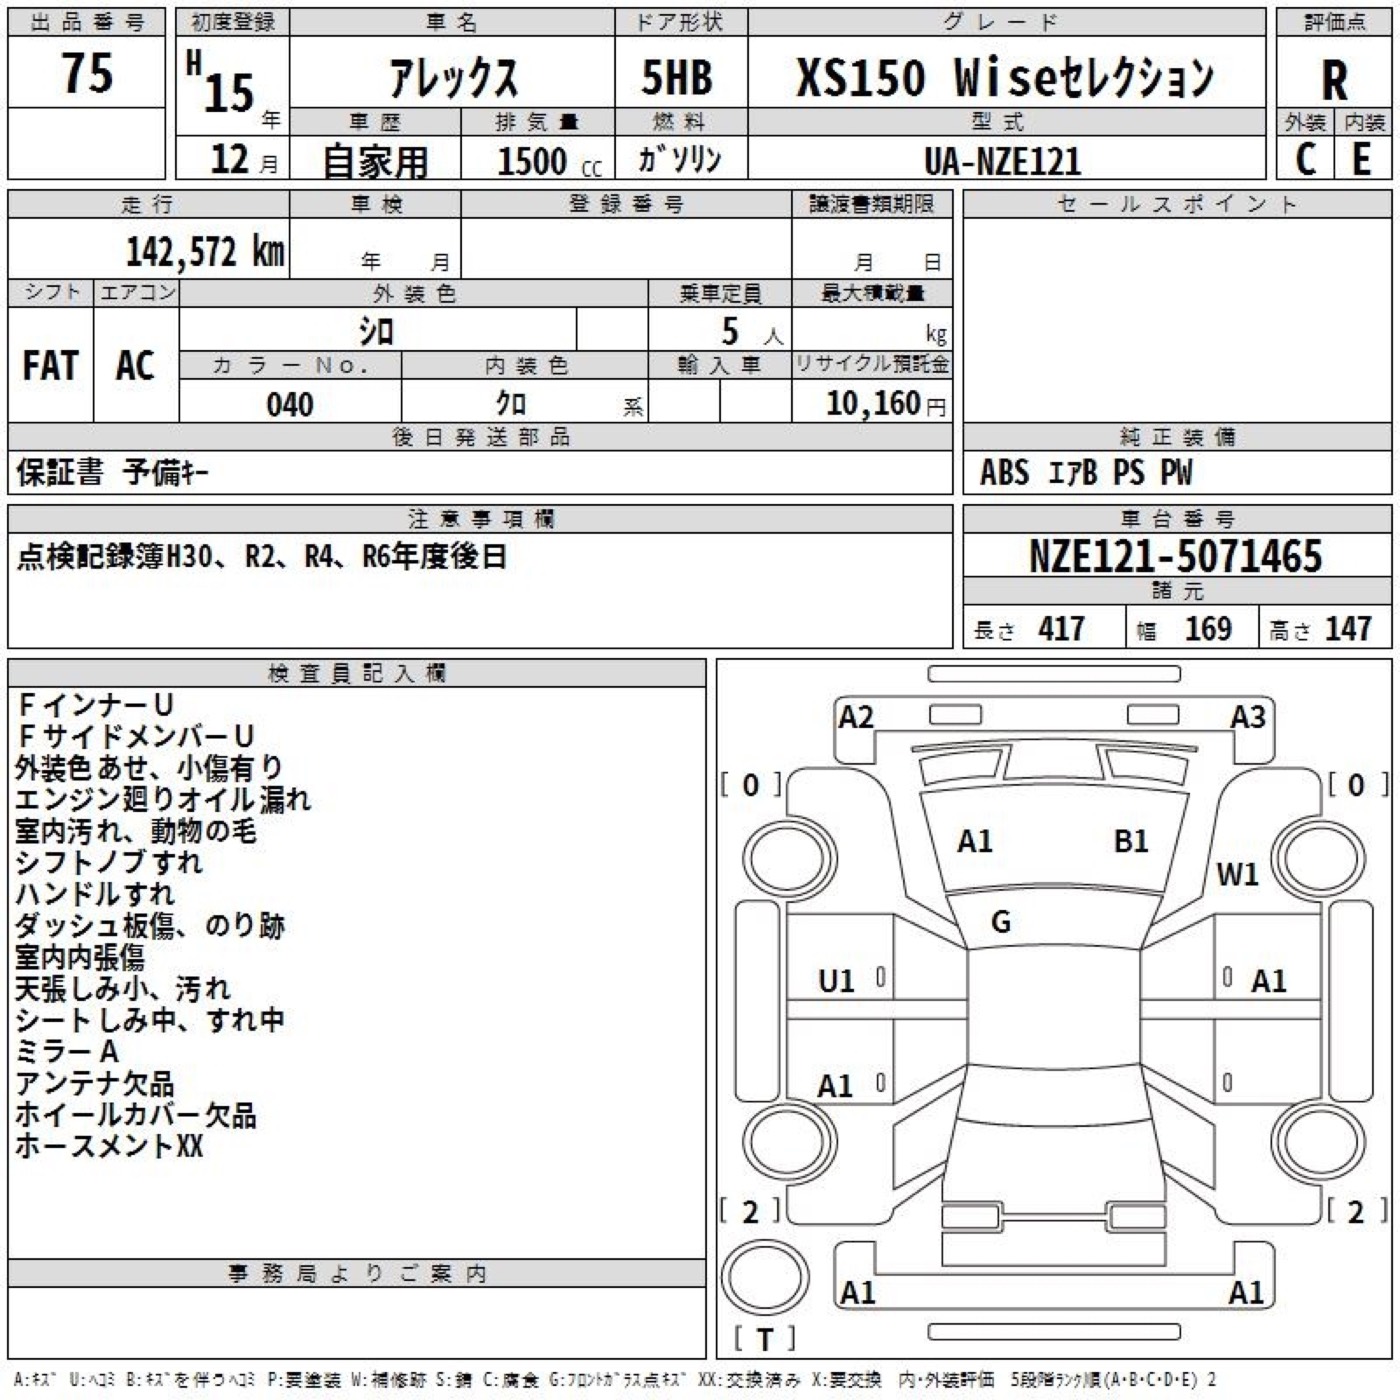 出品番号 初度登録 車名 ドア形状 グレード 評価点
75 H15年 ｱﾚｯｸｽ 5HB XS150 Wiseｾﾚｸｼｮﾝ R
車歴 排気量 燃料 型式 外装 内装
12月 自家用 1500 cc ｶﾞｿﾘﾝ UA-NZE121 C E
走行 車検 登録番号 譲渡書類期限 セールスポイント
142,572 km 年 月 月 日
シフト エアコン 外装色 乗車定員 最大積載量
FAT AC ｼﾛ 5 人 kg
カラーNo. 内装色 輸入車 リサイクル預託金
040 ｸﾛ 系 10,160円
後日発送部品 純正装備
保証書 予備ｷｰ ABS ｴｱB PS PW
注意事項欄 車台番号
点検記録簿H30、R2、R4、R6年度後日 NZE121-5071465
諸元
長さ 417 幅 169 高さ 147
検査員記入欄
ＦインナーＵ
ＦサイドメンバーＵ
外装色あせ、小傷有り
エンジン廻りオイル漏れ
室内汚れ、動物の毛
シフトノブすれ
ハンドルすれ
ダッシュ板傷、のり跡
室内内張傷
天張しみ小、汚れ
シートしみ中、すれ中
ミラーＡ
アンテナ欠品
ホイールカバー欠品
ホースメントXX
事務局よりご案内
A2 A3
[ 0 ] [ 0 ]
A1 B1
W1
G
U1 A1
A1
[ 2 ] [ 2 ]
A1 A1
[ T ]
A:ｷｽﾞ U:ﾍｺﾐ B:ｷｽﾞを伴うﾍｺﾐ P:要塗装 W:補修跡 S:錆 C:腐食 G:ﾌﾛﾝﾄｶﾞﾗｽ点ｷｽﾞ XX:交換済み X:要交換 内･外装評価 5段階ﾗﾝｸ順(A･B･C･D･E) 2